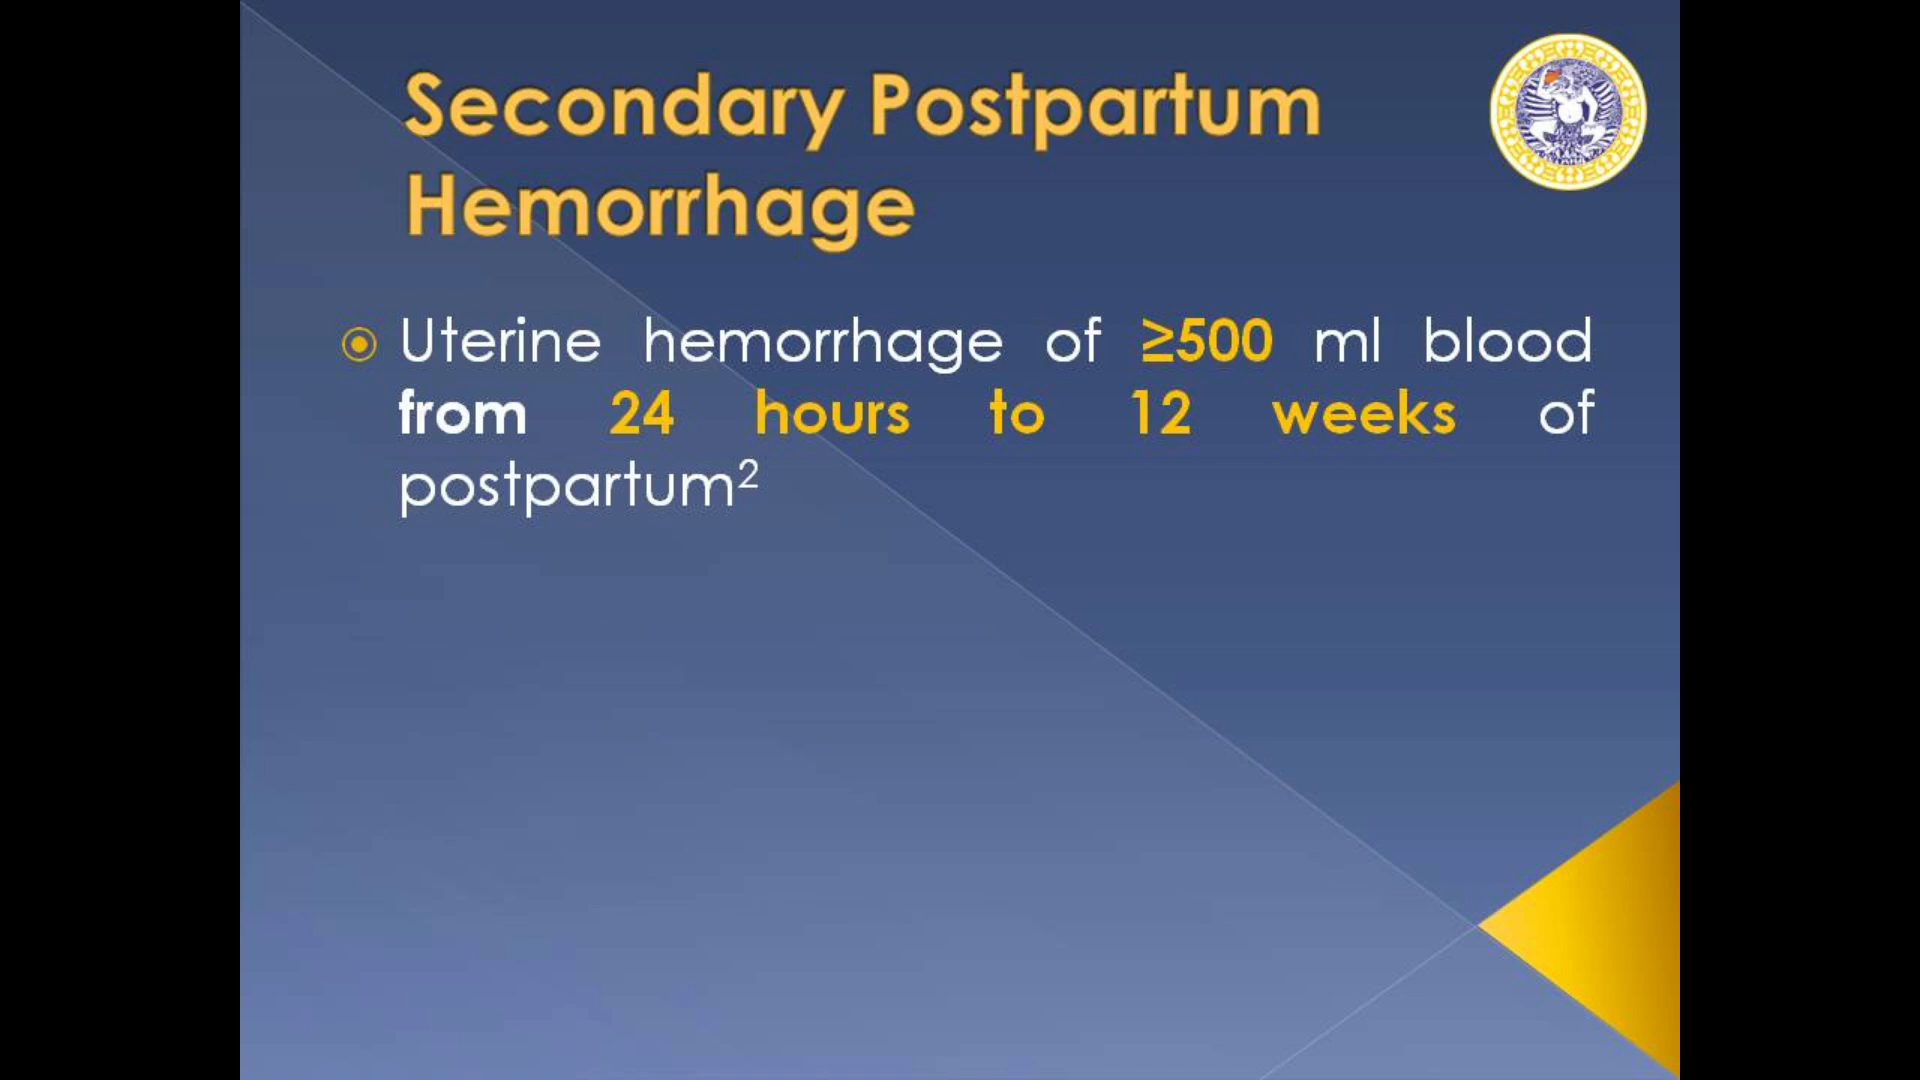 Secondary Postpartum
Hemorrhage
Uterine hemorrhage of ≥500 ml blood
from 24 hours to 12 weeks of
postpartum²